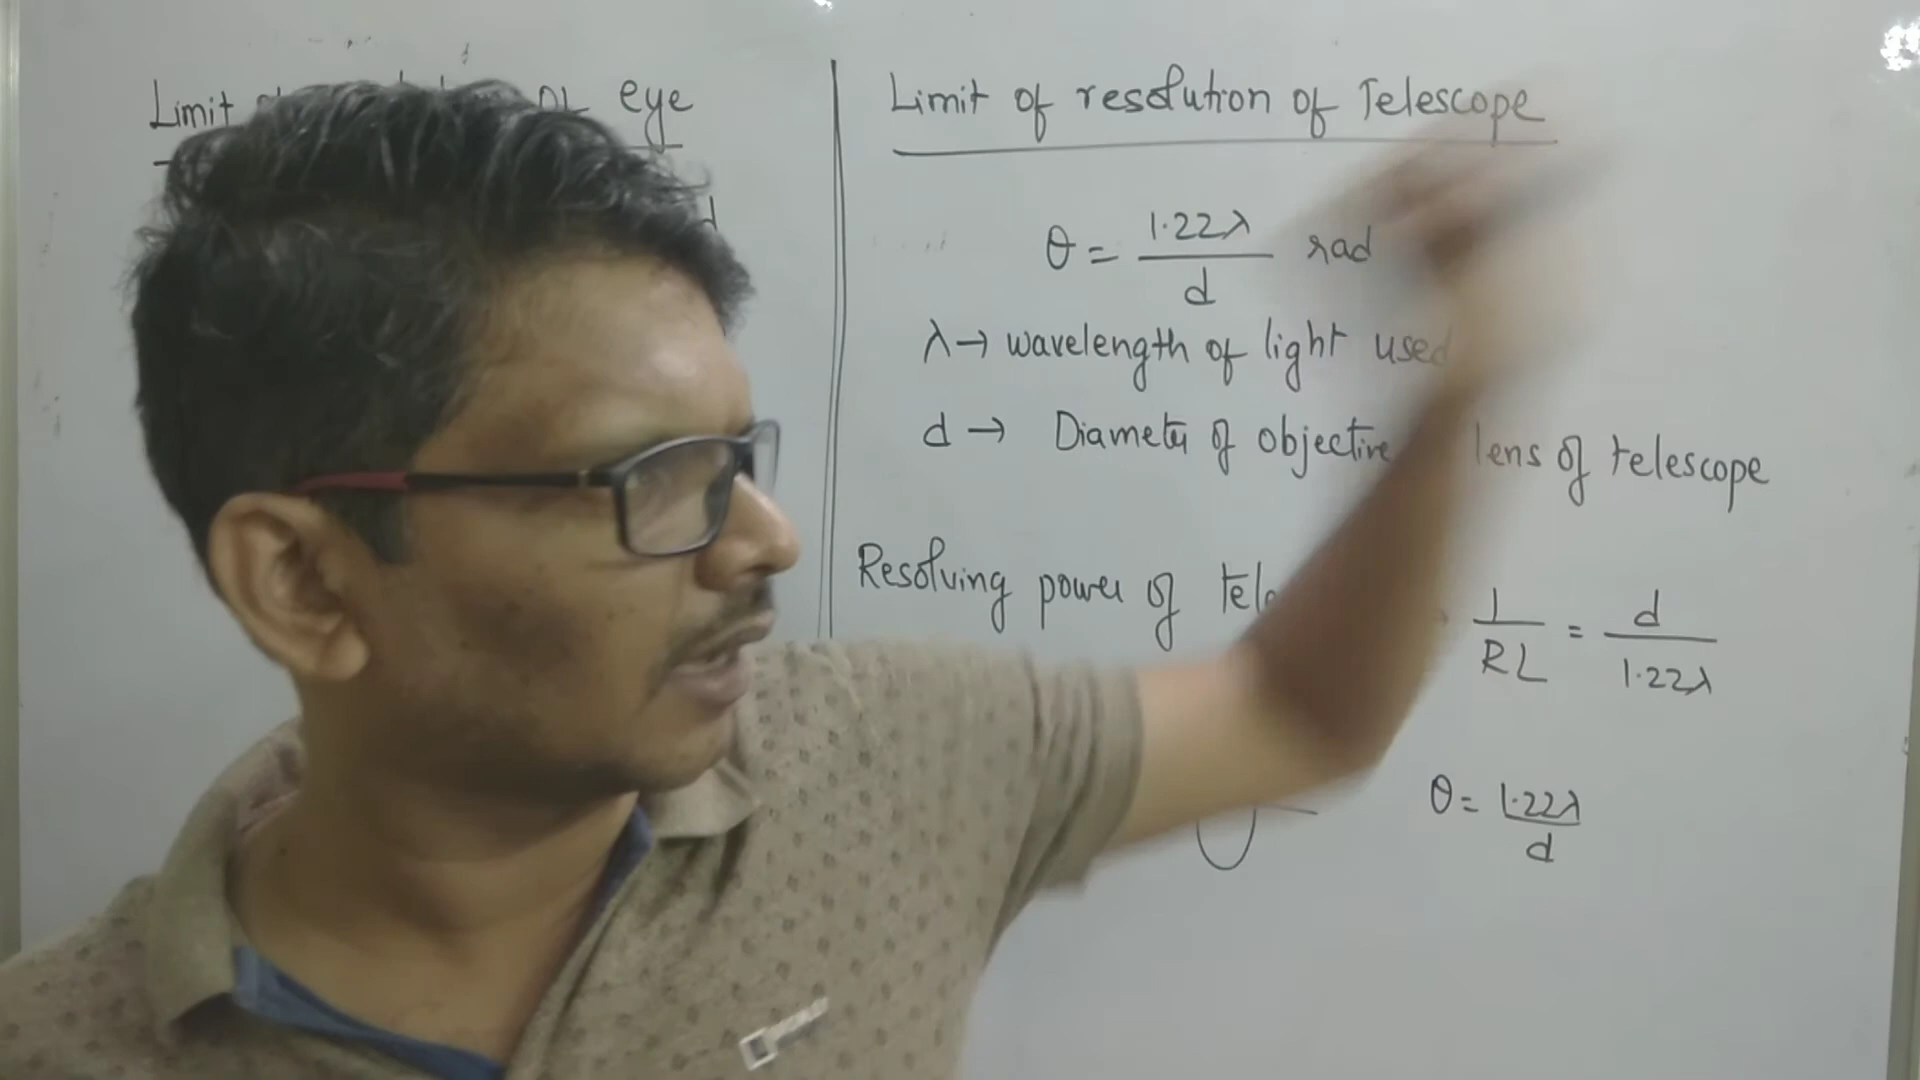 Limit of eye
Limit of resolution of Telescope
θ = 1.22λ / d rad
λ → wavelength of light used
d → Diameter of objective lens of telescope
Resolving power of
1 / RL = d / 1.22λ
θ = 1.22λ / d